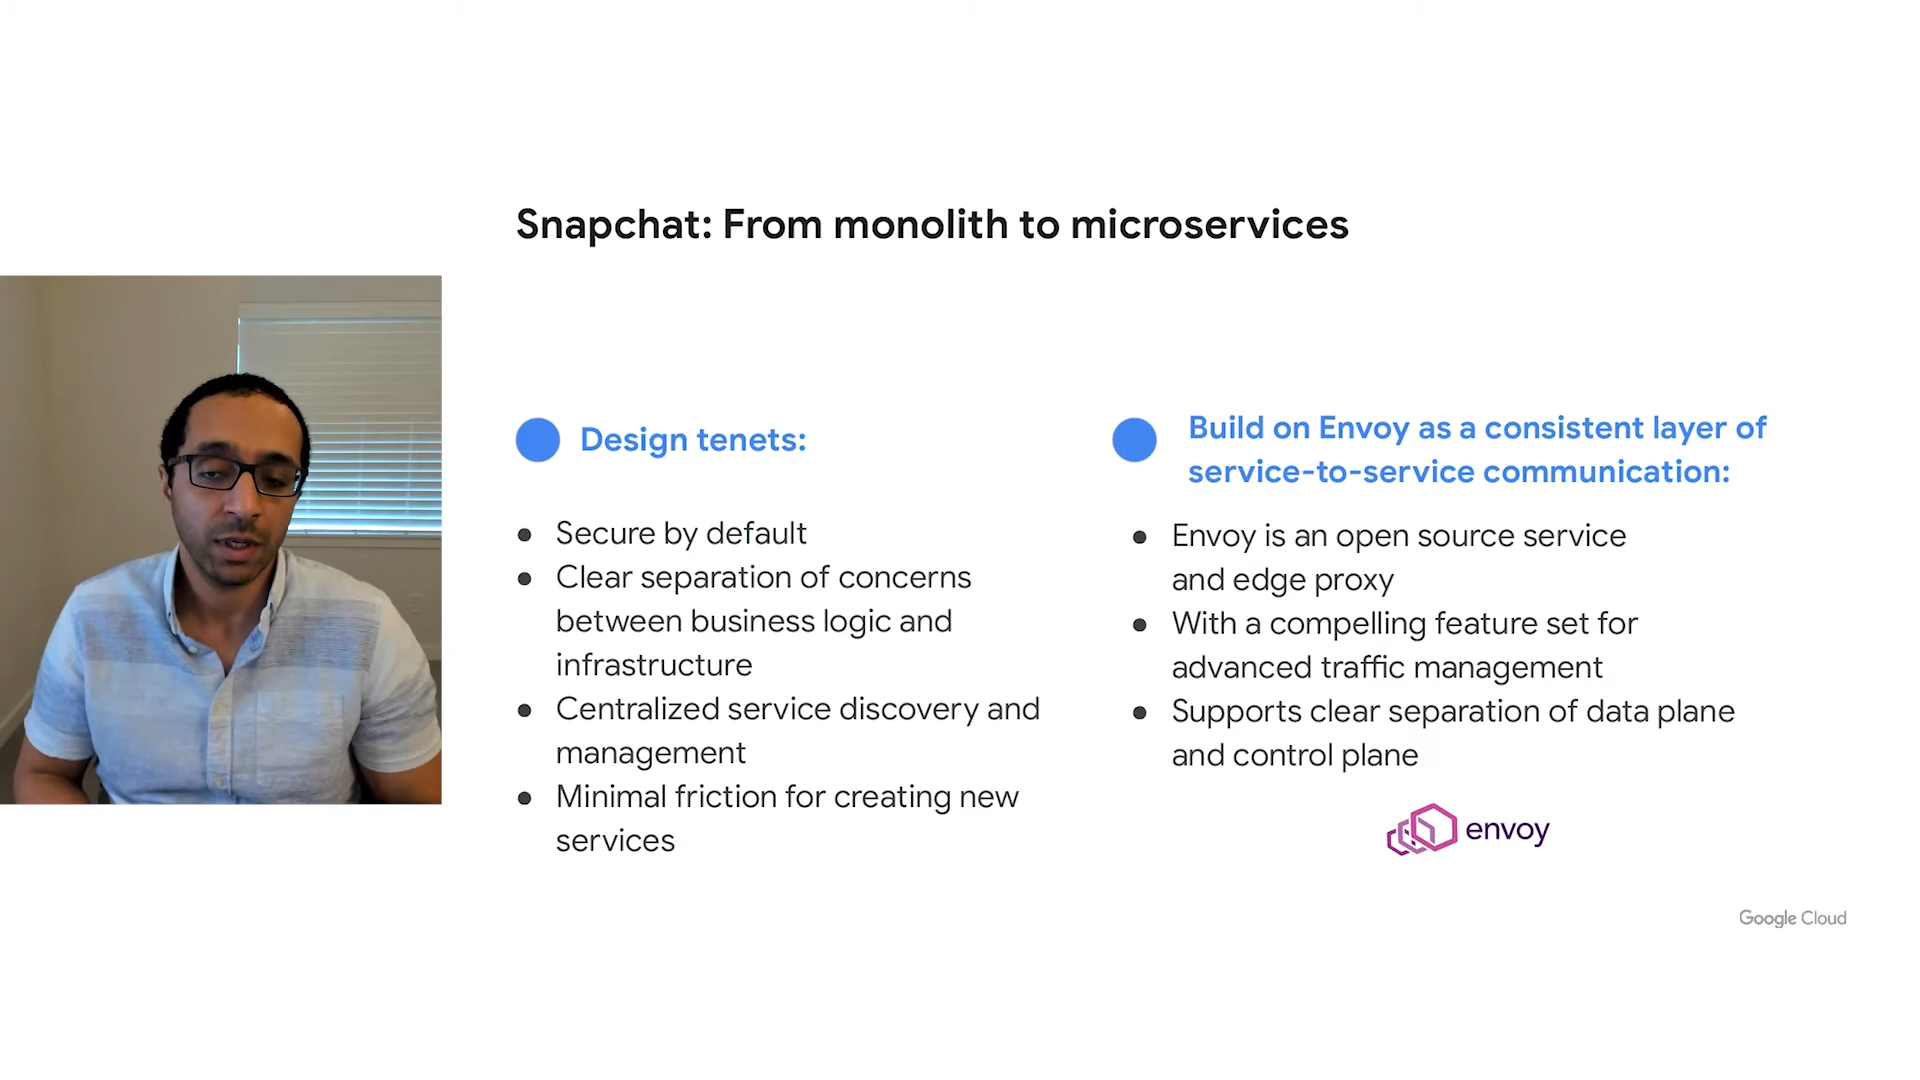 Snapchat: From monolith to microservices
Design tenets:
• Secure by default
• Clear separation of concerns
between business logic and
infrastructure
• Centralized service discovery and
management
• Minimal friction for creating new
services
Build on Envoy as a consistent layer of
service-to-service communication:
• Envoy is an open source service
and edge proxy
• With a compelling feature set for
advanced traffic management
• Supports clear separation of data plane
and control plane
envoy
Google Cloud